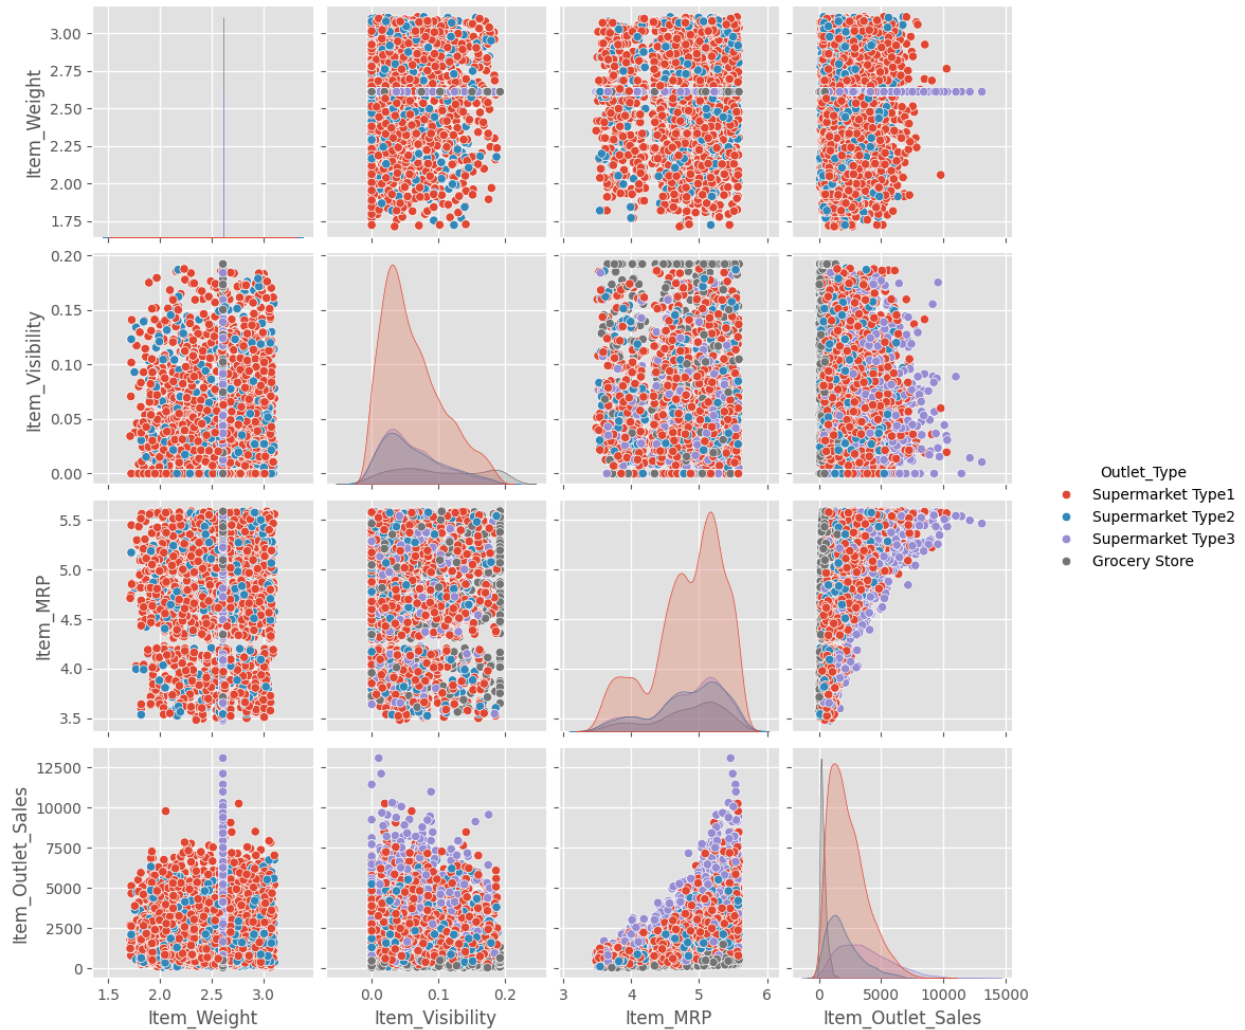 3.00
2.75
2.50
2.25
2.00
1.75
Item_Weight
0.20
0.15
0.10
0.05
0.00
Item_Visibility
5.5
5.0
4.5
4.0
3.5
Item_MRP
12500
10000
7500
5000
2500
0
Item_Outlet_Sales
1.5 2.0 2.5 3.0
Item_Weight
0.0 0.1 0.2
Item_Visibility
3 4 5 6
Item_MRP
0 5000 10000 15000
Item_Outlet_Sales
Outlet_Type
Supermarket Type1
Supermarket Type2
Supermarket Type3
Grocery Store